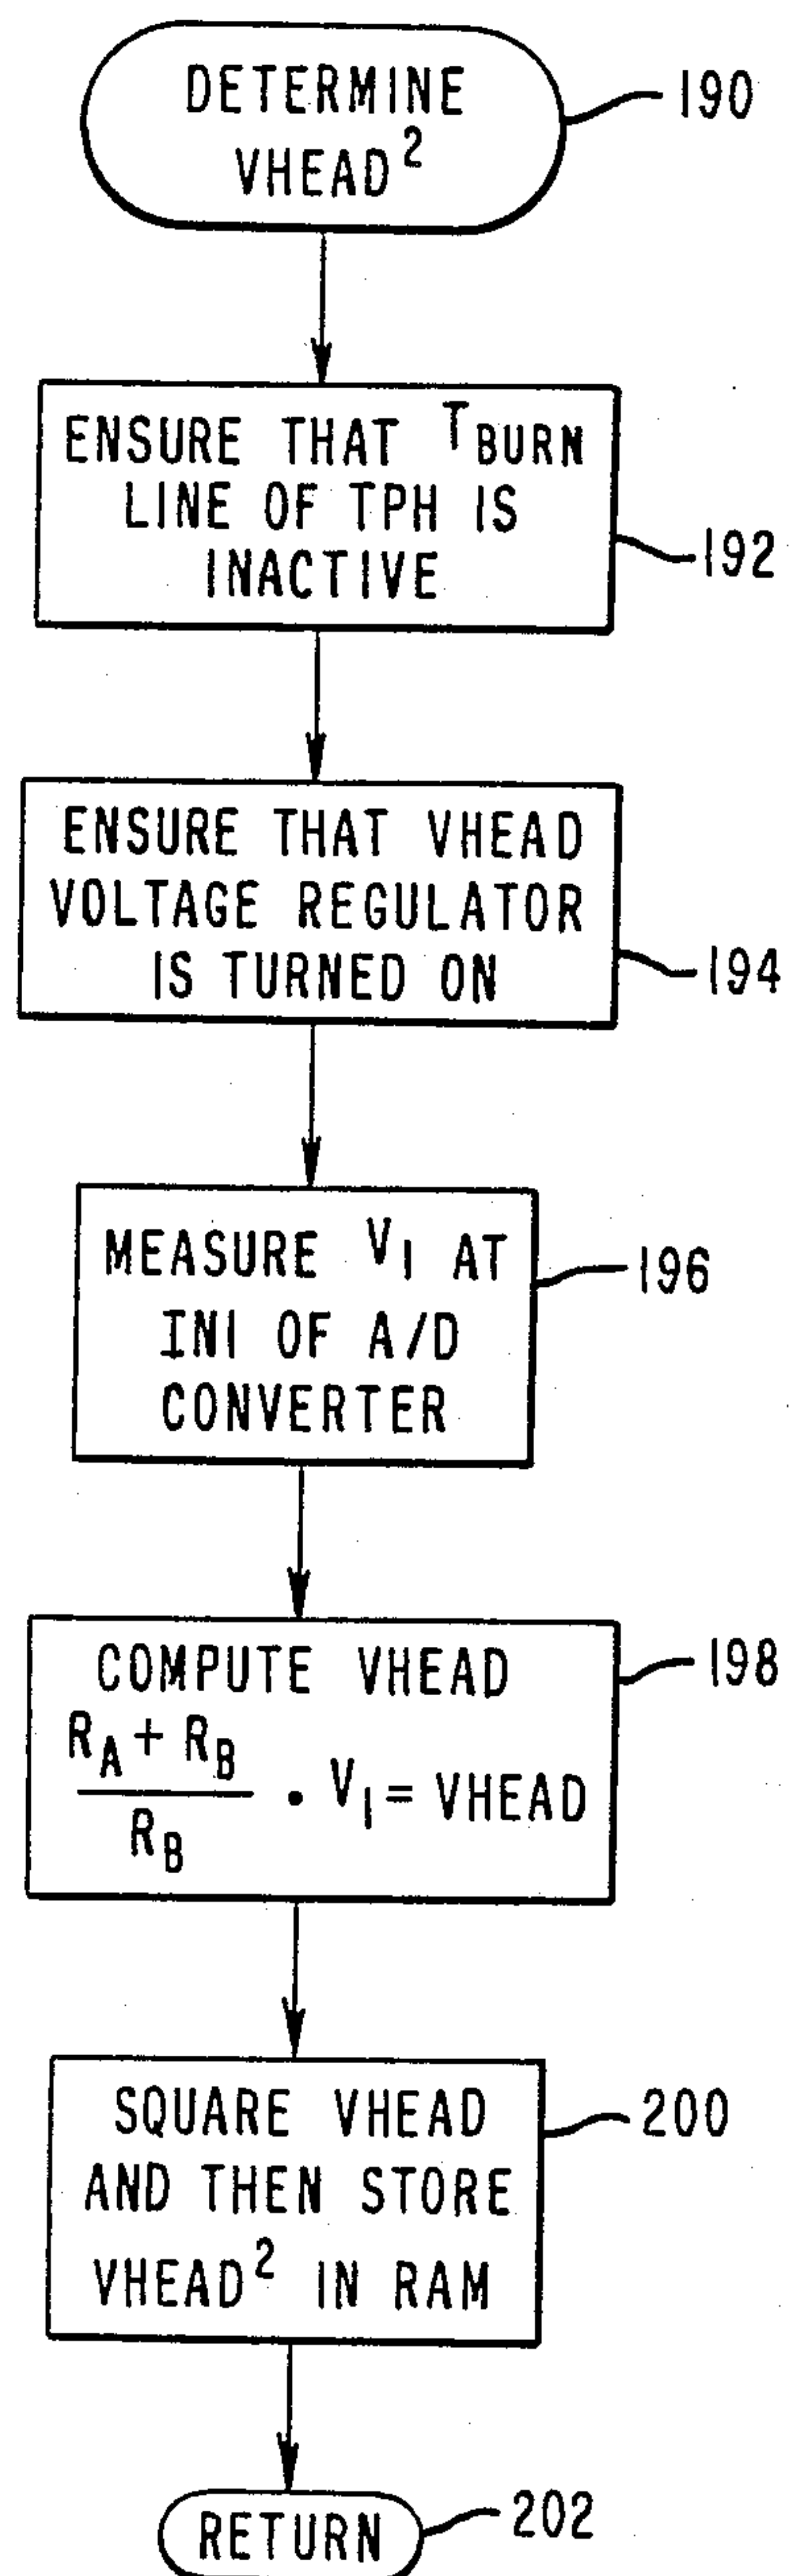 DETERMINE
VHEAD²
190
ENSURE THAT TBURN
LINE OF TPH IS
INACTIVE
192
ENSURE THAT VHEAD
VOLTAGE REGULATOR
IS TURNED ON
194
MEASURE V1 AT
IN1 OF A/D
CONVERTER
196
COMPUTE VHEAD
198
RA + RB
RB
· V1 = VHEAD
SQUARE VHEAD
AND THEN STORE
VHEAD² IN RAM
200
RETURN
202